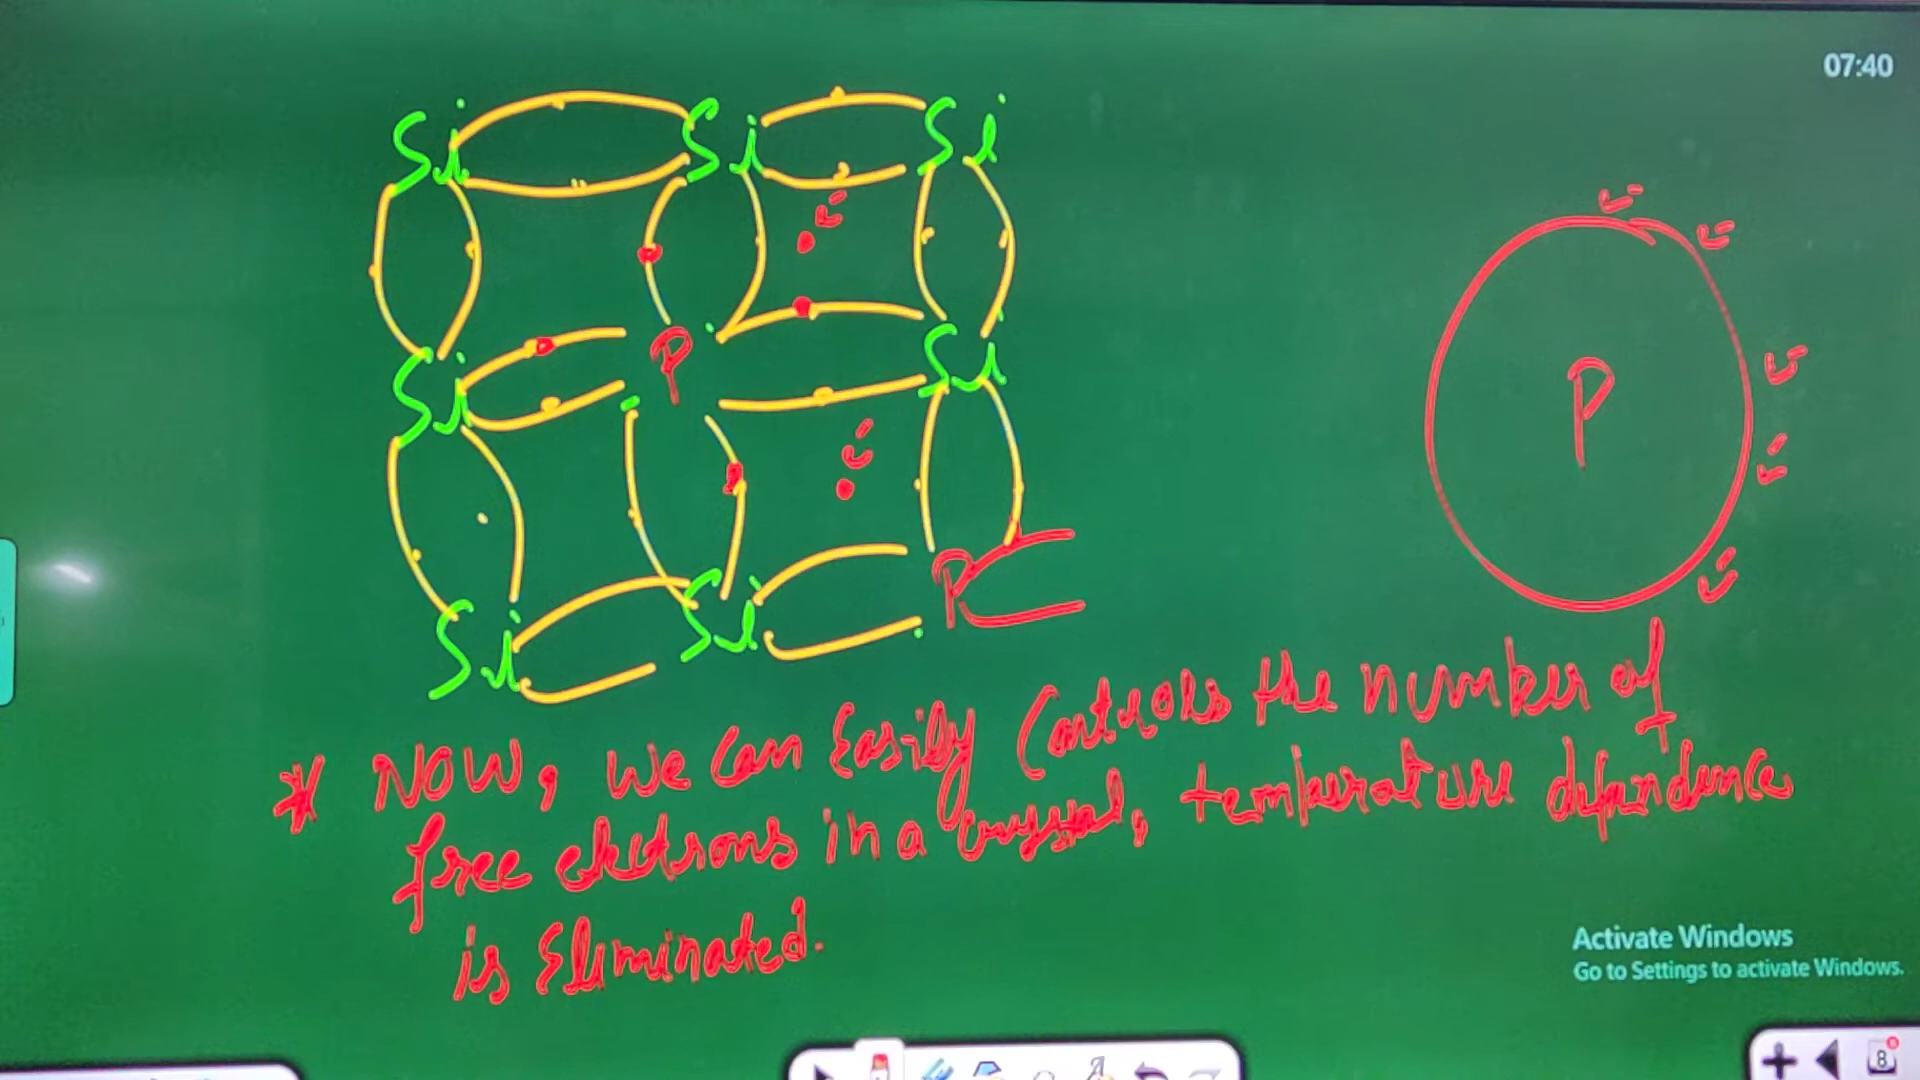 07:40
Si Si Si
e-
e- e-
Si P Si
e-
P
e-
e-
e-
Si Si P
* NOW, we can Easily Controls the number of
free electrons in a crystal, temperature dependence
is Eliminated.
Activate Windows
Go to Settings to activate Windows.
8